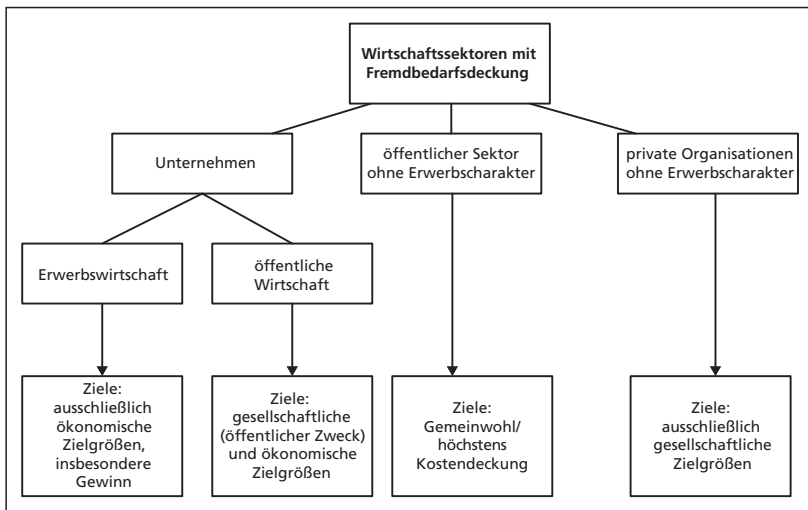 Wirtschaftssektoren mit
Fremdbedarfsdeckung
Unternehmen
öffentlicher Sektor
ohne Erwerbscharakter
private Organisationen
ohne Erwerbscharakter
Erwerbswirtschaft
öffentliche
Wirtschaft
Ziele:
ausschließlich
ökonomische
Zielgrößen,
insbesondere
Gewinn
Ziele:
gesellschaftliche
(öffentlicher Zweck)
und ökonomische
Zielgrößen
Ziele:
Gemeinwohl/
höchstens
Kostendeckung
Ziele:
ausschließlich
gesellschaftliche
Zielgrößen